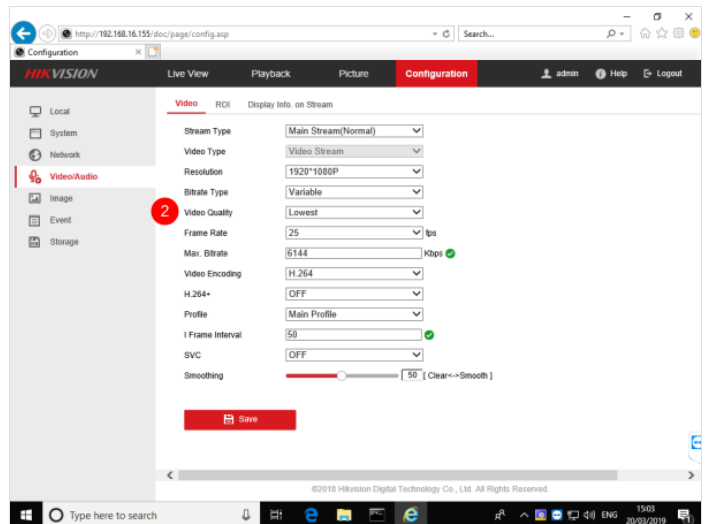 http://192.168.16.155/doc/page/config.asp
Search...
Configuration
HIKVISION
Live View
Playback
Picture
Configuration
admin
Help
Logout
Local
System
Network
Video/Audio
Image
Event
Storage
Video
ROI
Display Info. on Stream
Stream Type Main Stream(Normal)
Video Type Video Stream
Resolution 1920*1080P
Bitrate Type Variable
2 Video Quality Lowest
Frame Rate 25 fps
Max. Bitrate 6144 Kbps
Video Encoding H.264
H.264+ OFF
Profile Main Profile
I Frame Interval 50
SVC OFF
Smoothing 50 [ Clear<->Smooth ]
Save
©2018 Hikvision Digital Technology Co., Ltd. All Rights Reserved.
Type here to search
ENG
15:03
20/03/2019